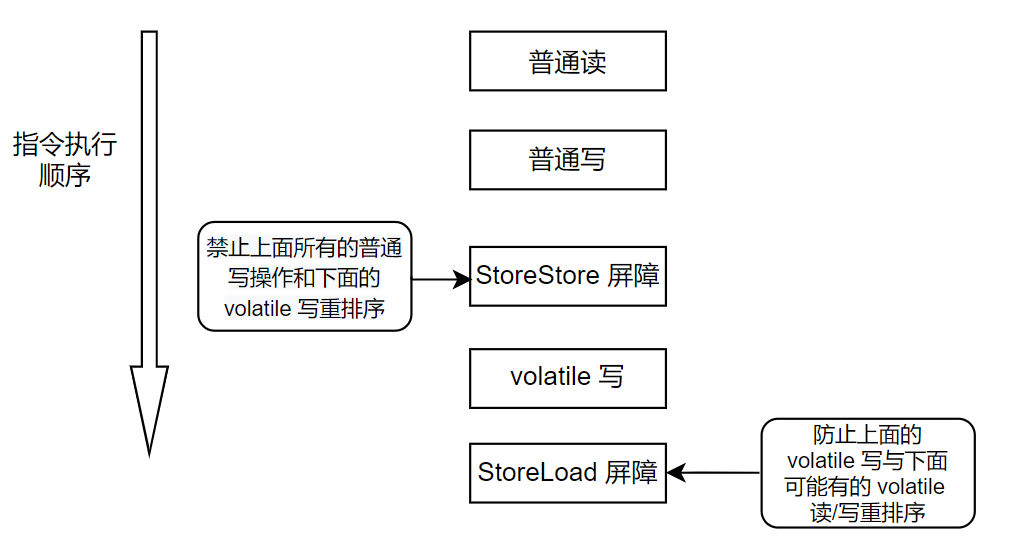 普通读
指令执行
顺序
普通写
禁止上面所有的普通
写操作和下面的
volatile 写重排序
StoreStore 屏障
volatile 写
StoreLoad 屏障
防止上面的
volatile 写与下面
可能有的 volatile
读/写重排序